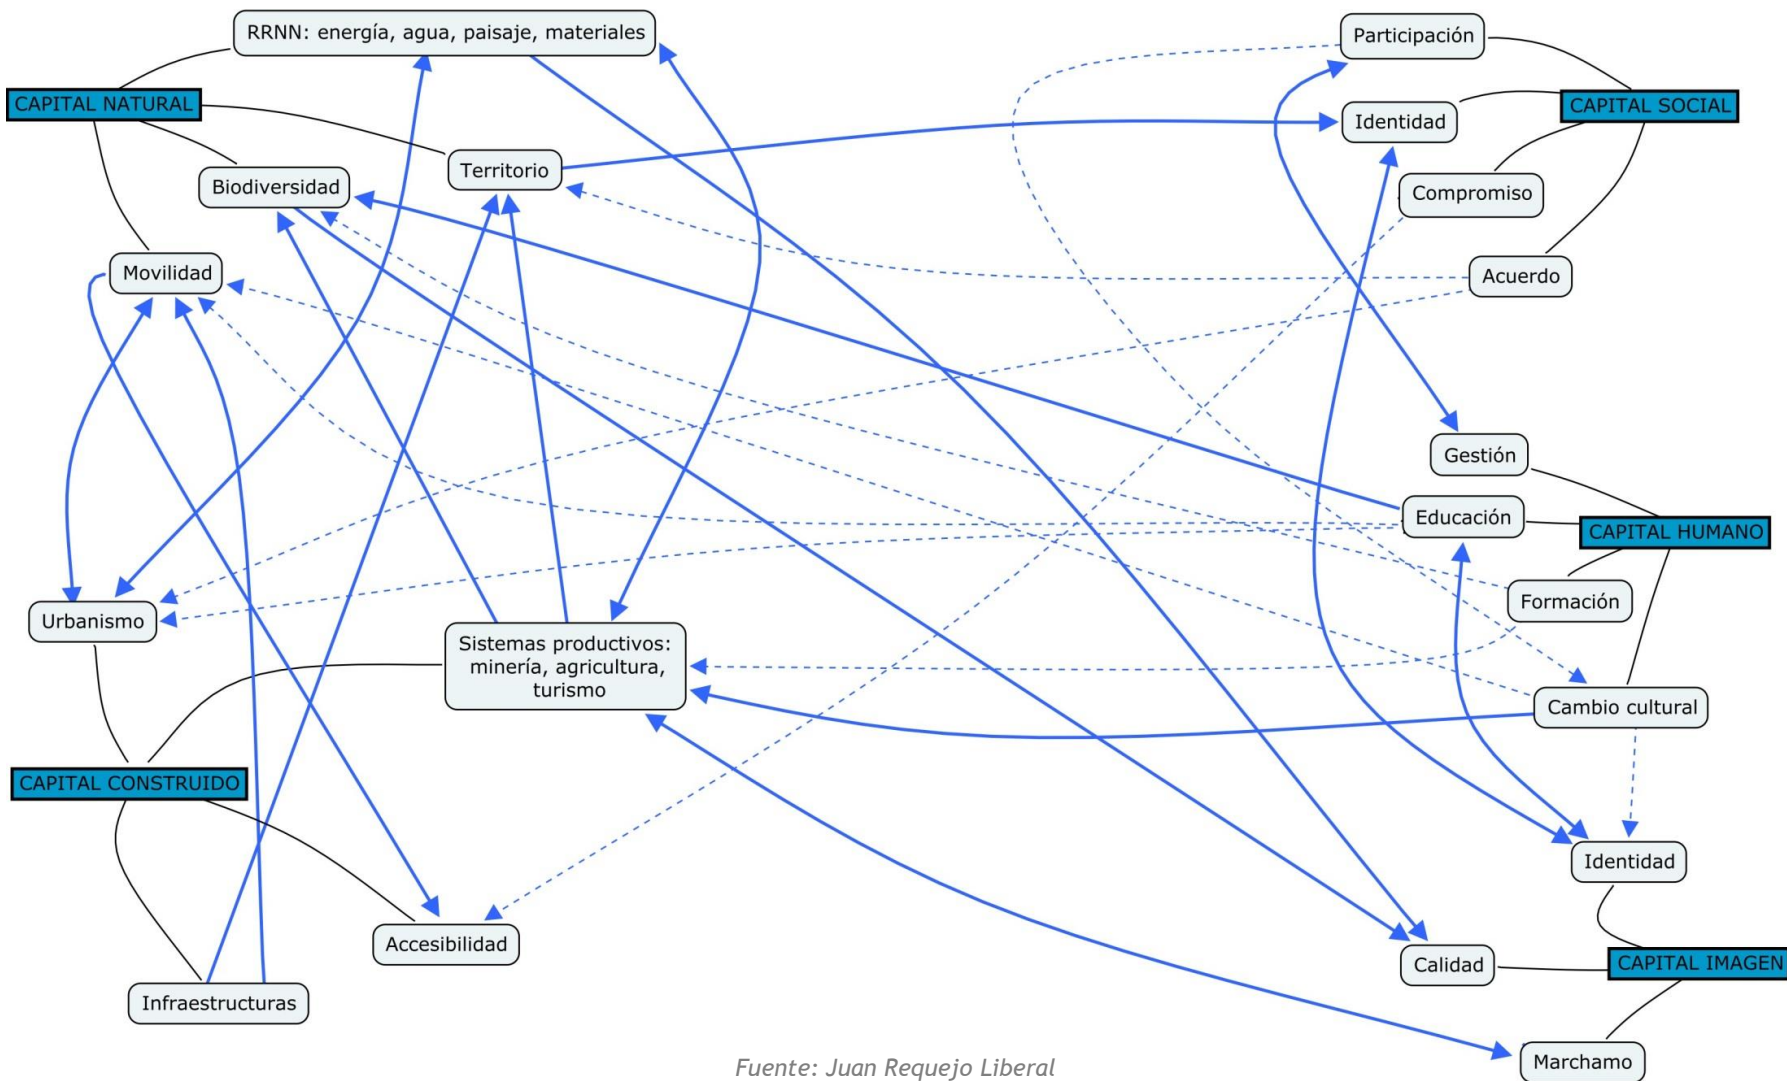 RRNN: energía, agua, paisaje, materiales
Participación
CAPITAL NATURAL
CAPITAL SOCIAL
Identidad
Territorio
Biodiversidad
Compromiso
Movilidad
Acuerdo
Gestión
Educación
CAPITAL HUMANO
Formación
Urbanismo
Sistemas productivos:
minería, agricultura,
turismo
Cambio cultural
CAPITAL CONSTRUIDO
Identidad
Accesibilidad
Calidad
CAPITAL IMAGEN
Infraestructuras
Marchamo
Fuente: Juan Requejo Liberal